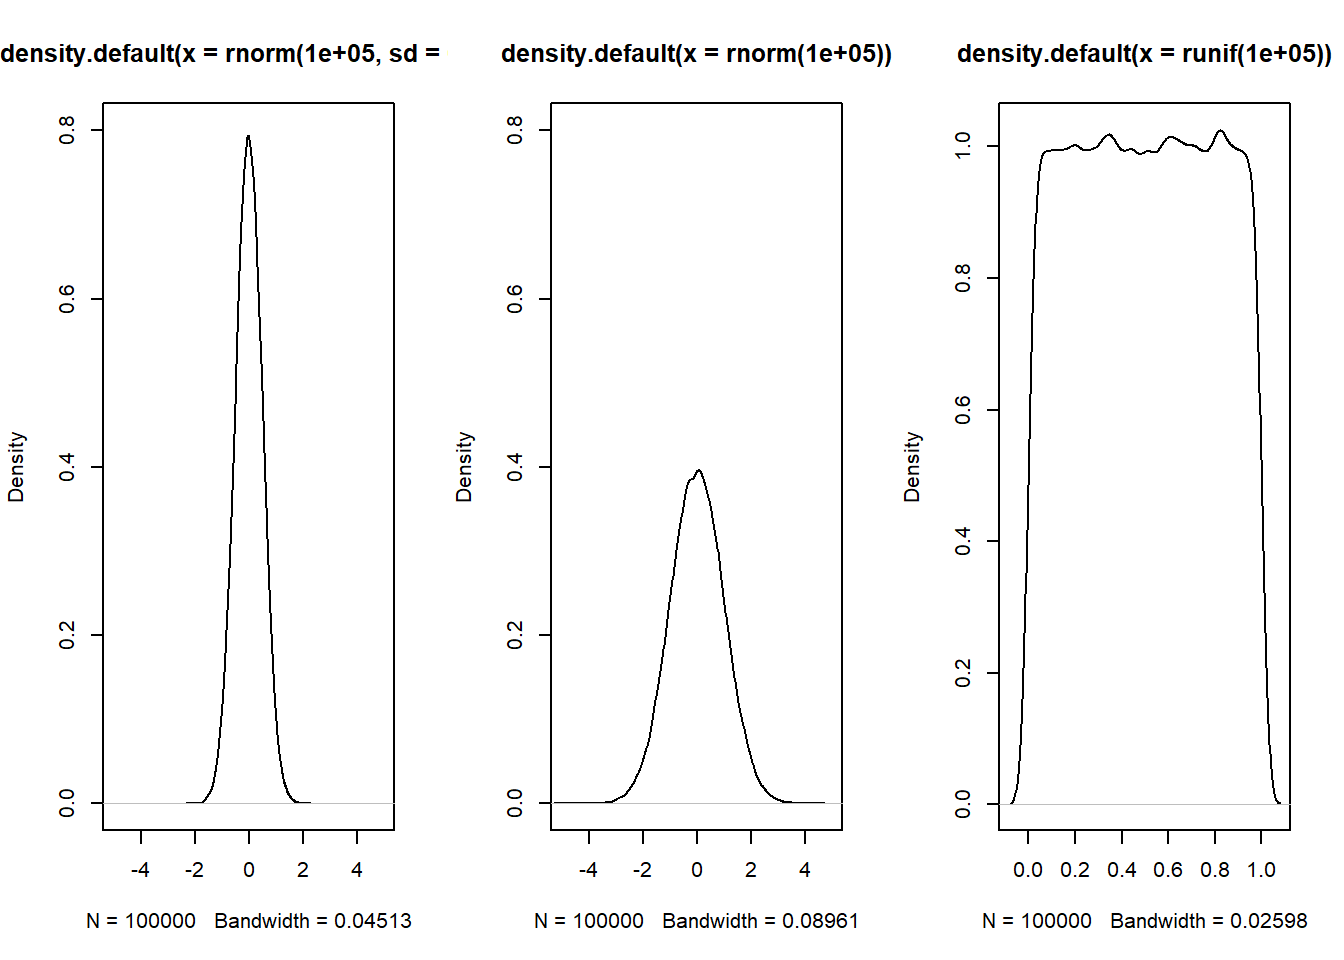 density.default(x = rnorm(1e+05, sd =
Density
0.8
0.6
0.4
0.2
0.0
-4 -2 0 2 4
N = 100000 Bandwidth = 0.04513
density.default(x = rnorm(1e+05))
Density
0.8
0.6
0.4
0.2
0.0
-4 -2 0 2 4
N = 100000 Bandwidth = 0.08961
density.default(x = runif(1e+05))
Density
1.0
0.8
0.6
0.4
0.2
0.0
0.0 0.2 0.4 0.6 0.8 1.0
N = 100000 Bandwidth = 0.02598